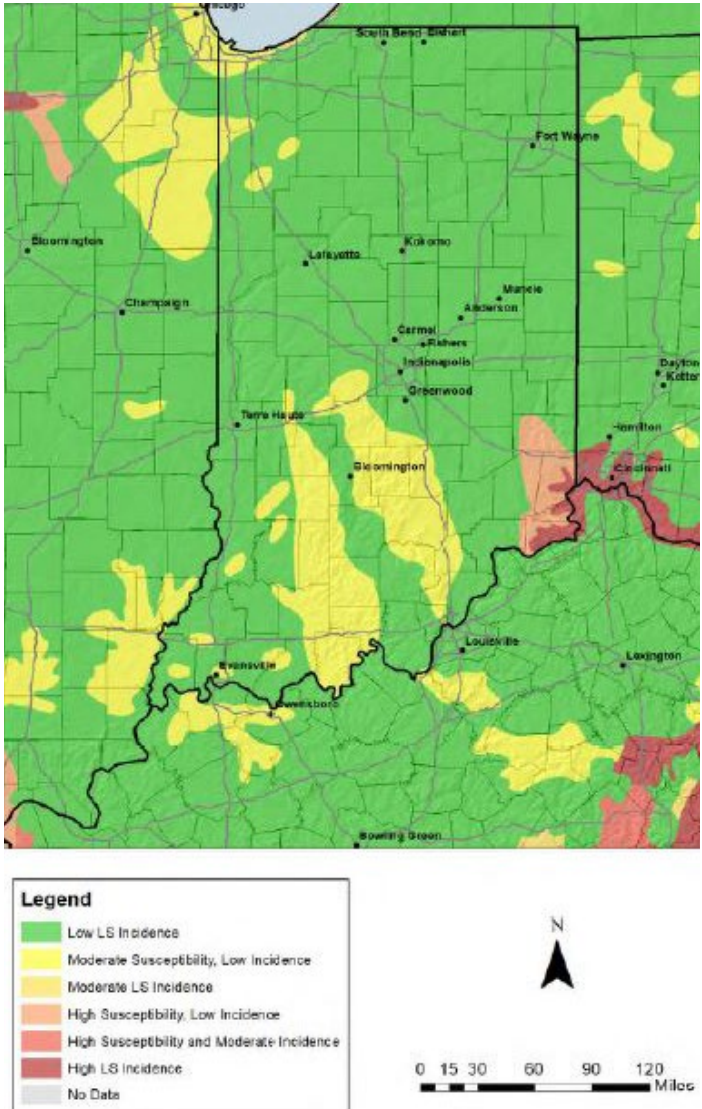 Chicago
South Bend Elkhart
Fort Wayne
Bloomington
Lafayette
Kokomo
Champaign
Muncie
Anderson
Carmel
Fishers
Indianapolis
Greenwood
Dayton
Ketter
Terre Haute
Hamilton
Bloomington
Cincinnati
Louisville
Lexington
Evansville
Owensboro
Bowling Green
Legend
Low LS Incidence
Moderate Susceptibility, Low Incidence
Moderate LS Incidence
High Susceptibility, Low Incidence
High Susceptibility and Moderate Incidence
High LS Incidence
No Data
N
0 15 30 60 90 120
Miles